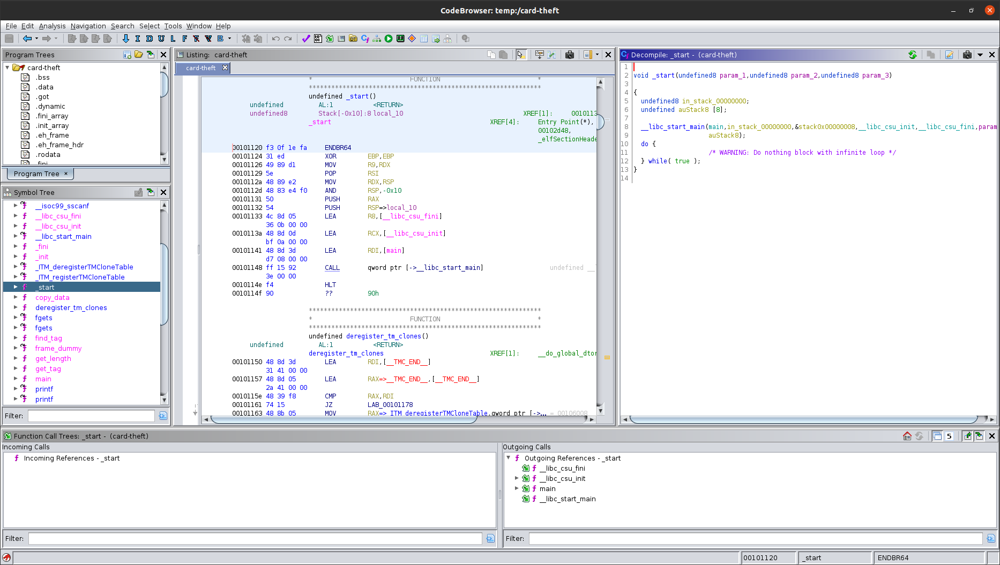 CodeBrowser: temp:/card-theft
File Edit Analysis Navigation Search Select Tools Window Help
Program Trees
card-theft
.bss
.data
.got
.dynamic
.fini_array
.init_array
.eh_frame
.eh_frame_hdr
.rodata
.fini
Program Tree ×
Symbol Tree
__isoc99_sscanf
__libc_csu_fini
__libc_csu_init
__libc_start_main
_fini
_init
_ITM_deregisterTMCloneTable
_ITM_registerTMCloneTable
_start
copy_data
deregister_tm_clones
fgets
fgets
find_tag
frame_dummy
get_length
get_tag
main
printf
printf
Filter:
Listing: card-theft
card-theft
* FUNCTION *
**************************************************************
undefined _start()
undefined AL:1 <RETURN>
undefined8 Stack[-0x10]:8 local_10 XREF[1]: 0010113
_start XREF[4]: Entry Point(*),
00102d48,
_elfSectionHeade
00101120 f3 0f 1e fa ENDBR64
00101124 31 ed XOR EBP,EBP
00101126 49 89 d1 MOV R9,RDX
00101129 5e POP RSI
0010112a 48 89 e2 MOV RDX,RSP
0010112d 48 83 e4 f0 AND RSP,-0x10
00101131 50 PUSH RAX
00101132 54 PUSH RSP=>local_10
00101133 4c 8d 05 LEA R8,[__libc_csu_fini]
36 0b 00 00
0010113a 48 8d 0d LEA RCX,[__libc_csu_init]
bf 0a 00 00
00101141 48 8d 3d LEA RDI,[main]
d7 08 00 00
00101148 ff 15 92 CALL qword ptr [->__libc_start_main] undefined __
3e 00 00
0010114e f4 HLT
0010114f 90 ?? 90h
**************************************************************
* FUNCTION *
**************************************************************
undefined deregister_tm_clones()
undefined AL:1 <RETURN>
deregister_tm_clones XREF[1]: __do_global_dtor
00101150 48 8d 3d LEA RDI,[__TMC_END__]
31 41 00 00
00101157 48 8d 05 LEA RAX=>__TMC_END__,[__TMC_END__]
2a 41 00 00
0010115e 48 39 f8 CMP RAX,RDI
00101161 74 15 JZ LAB_00101178
00101163 48 8b 05 MOV RAX=>_ITM_deregisterTMCloneTable,qword ptr [->... = 00106008
Decompile: _start - (card-theft)
1
2 void _start(undefined8 param_1,undefined8 param_2,undefined8 param_3)
3
4 {
5 undefined8 in_stack_00000000;
6 undefined auStack8 [8];
7
8 __libc_start_main(main,in_stack_00000000,&stack0x00000008,__libc_csu_init,__libc_csu_fini,param
9 auStack8);
10 do {
11 /* WARNING: Do nothing block with infinite loop */
12 } while( true );
13 }
14
Function Call Trees: _start - (card-theft)
5
Incoming Calls
Incoming References - _start
Filter:
Outgoing Calls
Outgoing References - _start
__libc_csu_fini
__libc_csu_init
main
__libc_start_main
Filter:
00101120 _start ENDBR64